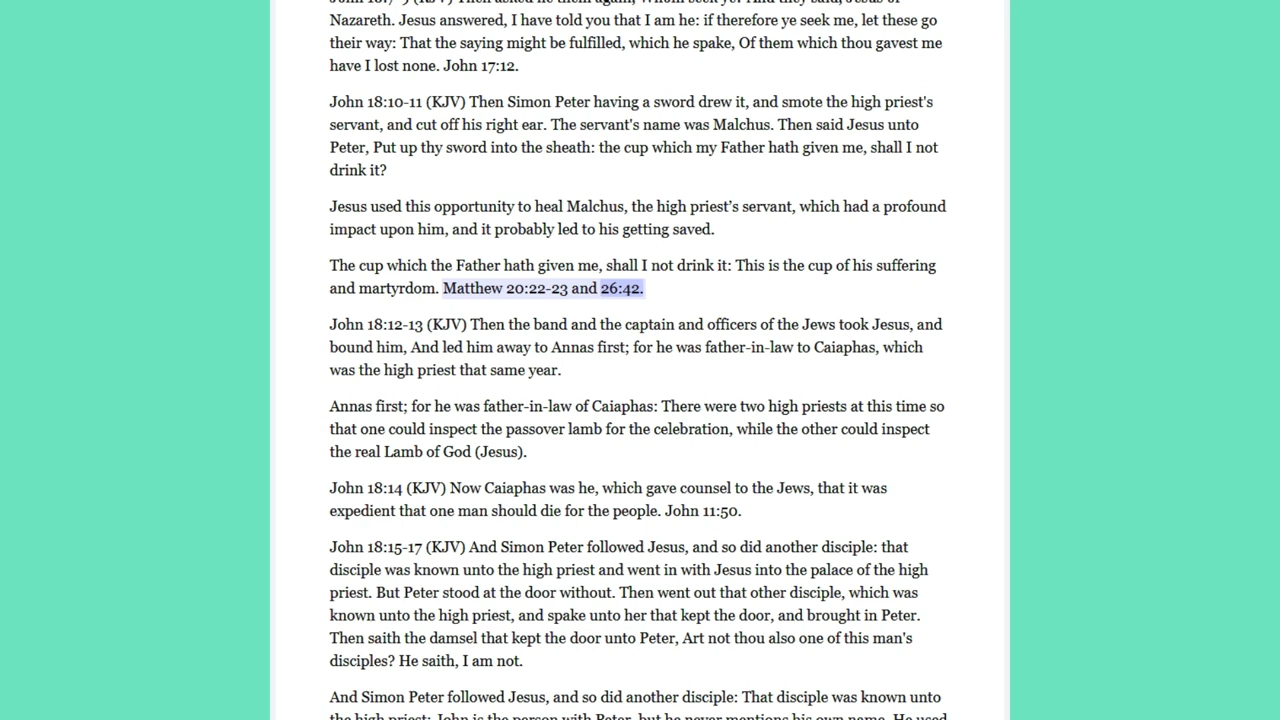 Nazareth. Jesus answered, I have told you that I am he: if therefore ye seek me, let these go
their way: That the saying might be fulfilled, which he spake, Of them which thou gavest me
have I lost none. John 17:12.
John 18:10-11 (KJV) Then Simon Peter having a sword drew it, and smote the high priest's
servant, and cut off his right ear. The servant's name was Malchus. Then said Jesus unto
Peter, Put up thy sword into the sheath: the cup which my Father hath given me, shall I not
drink it?
Jesus used this opportunity to heal Malchus, the high priest’s servant, which had a profound
impact upon him, and it probably led to his getting saved.
The cup which the Father hath given me, shall I not drink it: This is the cup of his suffering
and martyrdom. Matthew 20:22-23 and 26:42.
John 18:12-13 (KJV) Then the band and the captain and officers of the Jews took Jesus, and
bound him, And led him away to Annas first; for he was father-in-law to Caiaphas, which
was the high priest that same year.
Annas first; for he was father-in-law of Caiaphas: There were two high priests at this time so
that one could inspect the passover lamb for the celebration, while the other could inspect
the real Lamb of God (Jesus).
John 18:14 (KJV) Now Caiaphas was he, which gave counsel to the Jews, that it was
expedient that one man should die for the people. John 11:50.
John 18:15-17 (KJV) And Simon Peter followed Jesus, and so did another disciple: that
disciple was known unto the high priest and went in with Jesus into the palace of the high
priest. But Peter stood at the door without. Then went out that other disciple, which was
known unto the high priest, and spake unto her that kept the door, and brought in Peter.
Then saith the damsel that kept the door unto Peter, Art not thou also one of this man's
disciples? He saith, I am not.
And Simon Peter followed Jesus, and so did another disciple: That disciple was known unto
the high priest: John is the person with Peter, but he never mentions his own name. He used